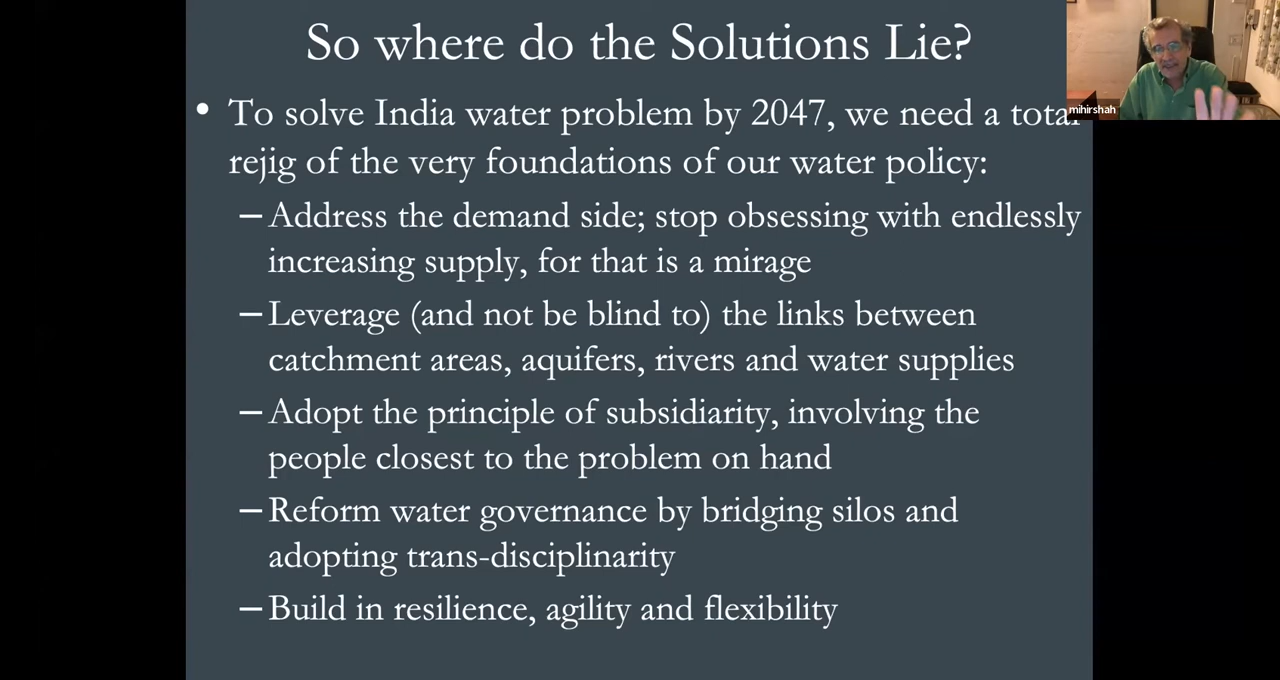 So where do the Solutions Lie?
• To solve India water problem by 2047, we need a total
rejig of the very foundations of our water policy:
– Address the demand side; stop obsessing with endlessly
increasing supply, for that is a mirage
– Leverage (and not be blind to) the links between
catchment areas, aquifers, rivers and water supplies
– Adopt the principle of subsidiarity, involving the
people closest to the problem on hand
– Reform water governance by bridging silos and
adopting trans-disciplinarity
– Build in resilience, agility and flexibility
mihirshah